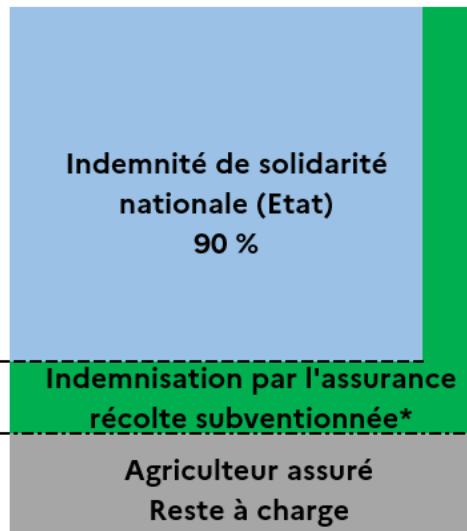 Indemnité de solidarité
nationale (Etat)
90 %
Indemnisation par l'assurance
récolte subventionnée*
Agriculteur assuré
Reste à charge